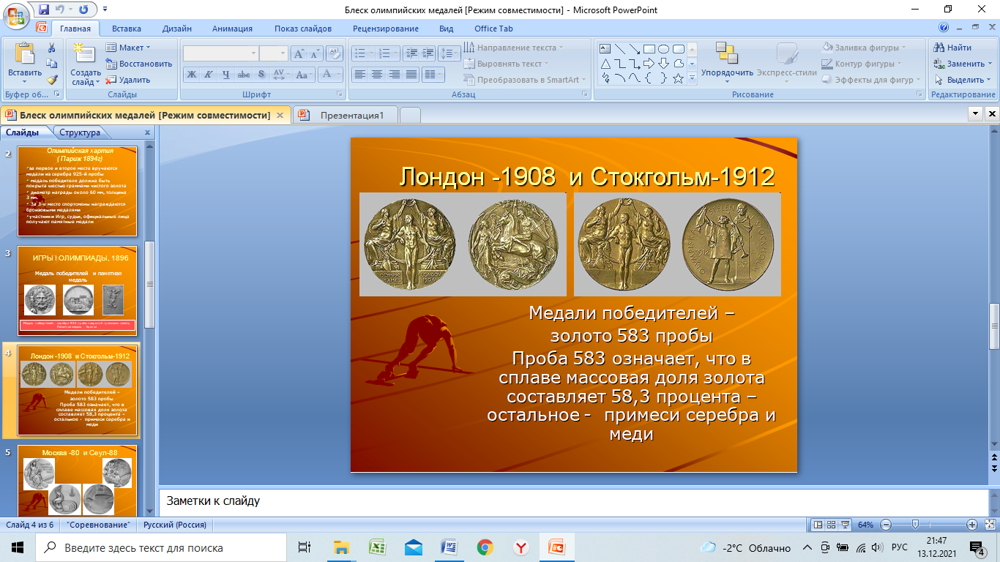 Блеск олимпийских медалей [Режим совместимости] - Microsoft PowerPoint
Главная Вставка Дизайн Анимация Показ слайдов Рецензирование Вид Office Tab
Вставить
Создать слайд
Макет
Восстановить
Удалить
Направление текста
Выровнять текст
Преобразовать в SmartArt
Упорядочить
Экспресс-стили
Заливка фигуры
Контур фигуры
Эффекты для фигур
Найти
Заменить
Выделить
Буфер об... Слайды Шрифт Абзац Рисование Редактирование
Блеск олимпийских медалей [Режим совместимости] Презентация1
Слайды Структура
2
Олимпийская хартия
( Париж 1894г)
*за первое и второе места вручаются
медали из серебра 925-й пробы
* медаль победителя должна быть
покрыта шестью граммами чистого золота
* диаметр награды около 60 мм, толщина
3 мм.
* За 3-е место спортсмены награждаются
бронзовыми медалями
*участники Игр, судьи, официальные лица
получают памятные медали
3
ИГРЫ I ОЛИМПИАДЫ, 1896
Медаль победителей и памятная
медаль
4
Лондон -1908 и Стокгольм-1912
Медали победителей –
золото 583 пробы
Проба 583 означает, что в
сплаве массовая доля золота
составляет 58,3 процента –
остальное - примеси серебра и
меди
5
Москва -80 и Сеул-88
Лондон -1908 и Стокгольм-1912
OLYMPIC LONDON
GAMES 1908
Медали победителей –
золото 583 пробы
Проба 583 означает, что в
сплаве массовая доля золота
составляет 58,3 процента –
остальное - примеси серебра и
меди
Заметки к слайду
Слайд 4 из 6 "Соревнование" Русский (Россия) 64%
Введите здесь текст для поиска
-2°C Облачно РУС
21:47
13.12.2021
4